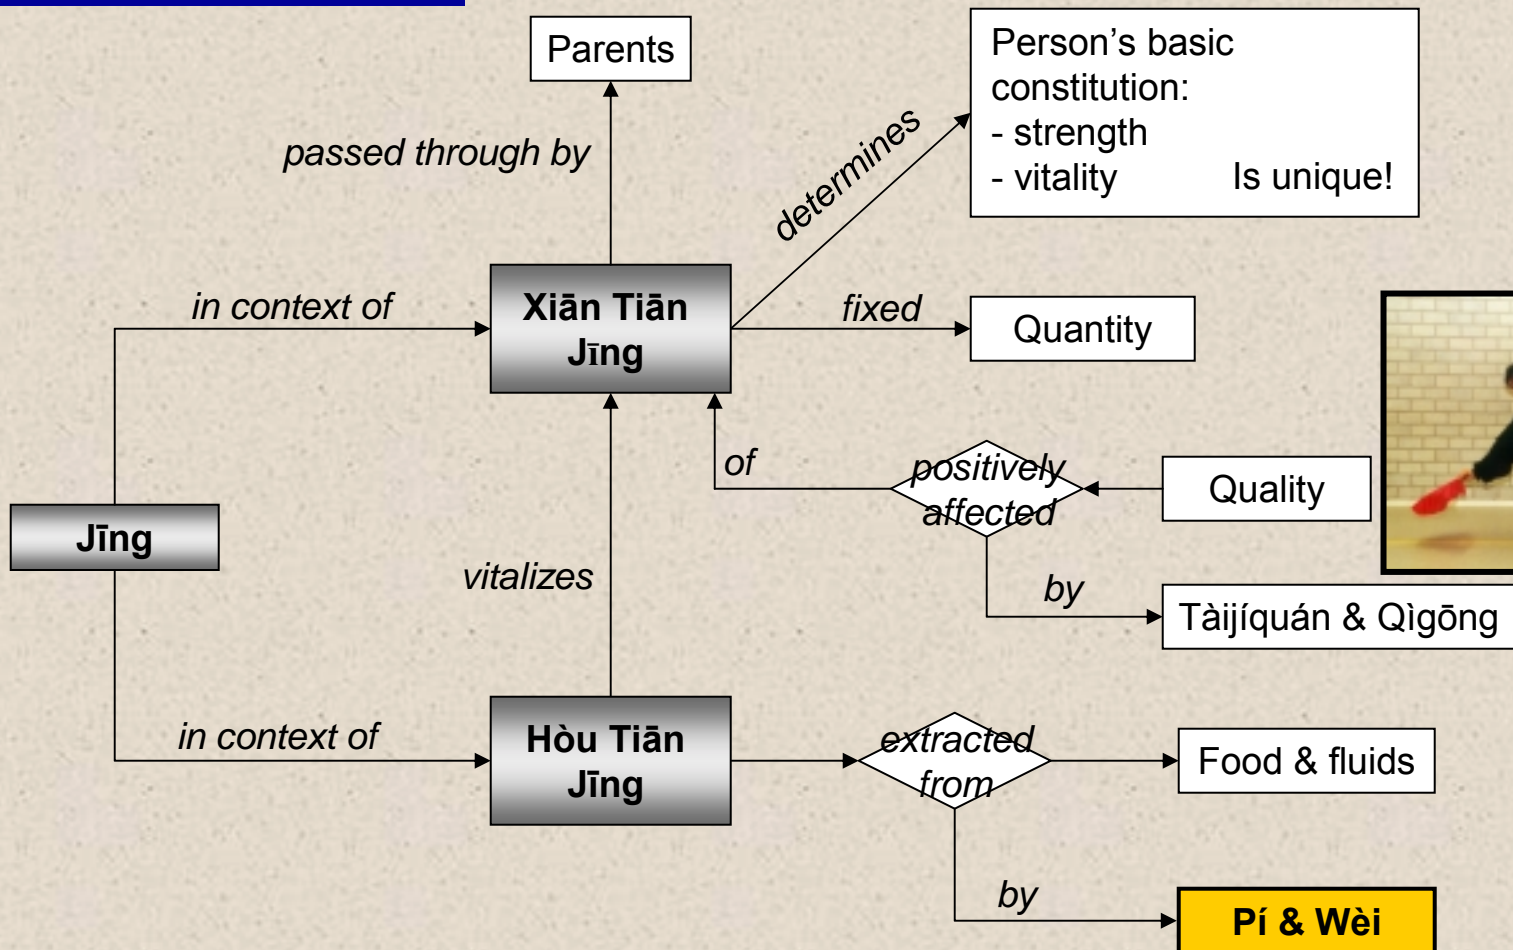 Parents
Person’s basic
constitution:
- strength
- vitality Is unique!
passed through by
determines
in context of
Xiān Tiān
Jīng
fixed
Quantity
of
positively
affected
Quality
Jīng
vitalizes
by
Tàijíquán & Qìgōng
in context of
Hòu Tiān
Jīng
extracted
from
Food & fluids
by
Pí & Wèi